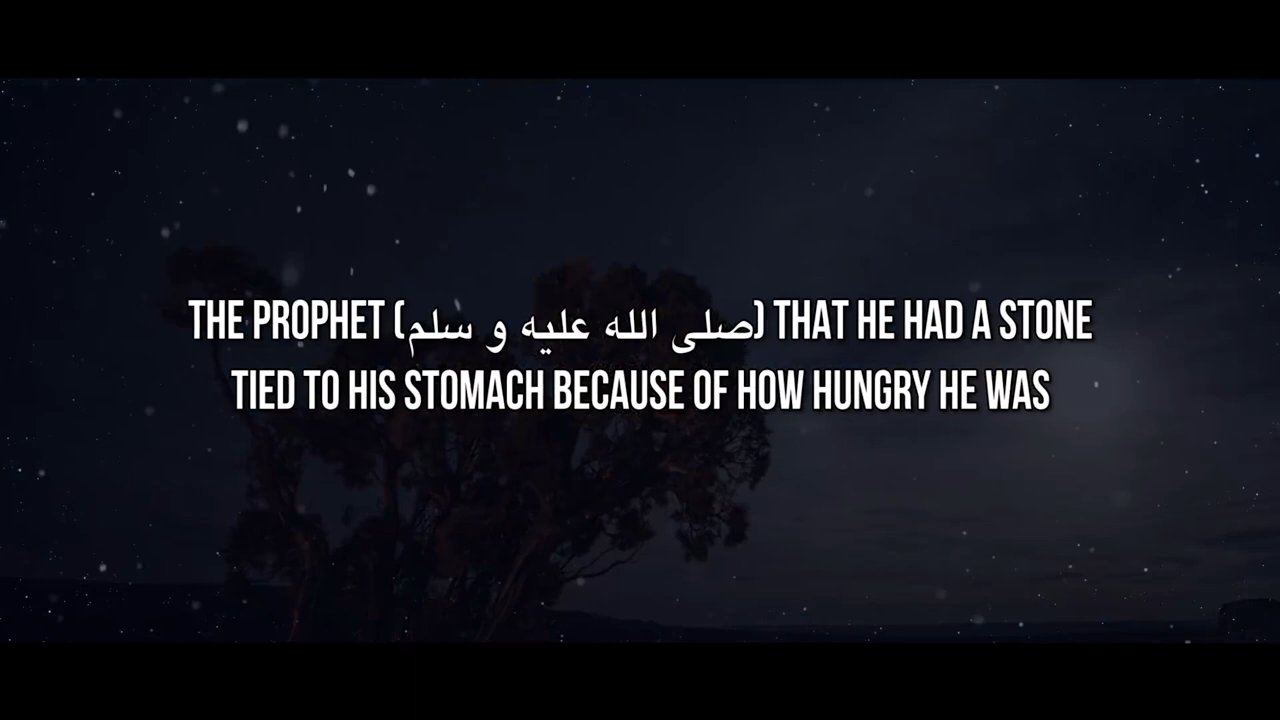 THE PROPHET (صلى الله عليه و سلم) THAT HE HAD A STONE
TIED TO HIS STOMACH BECAUSE OF HOW HUNGRY HE WAS